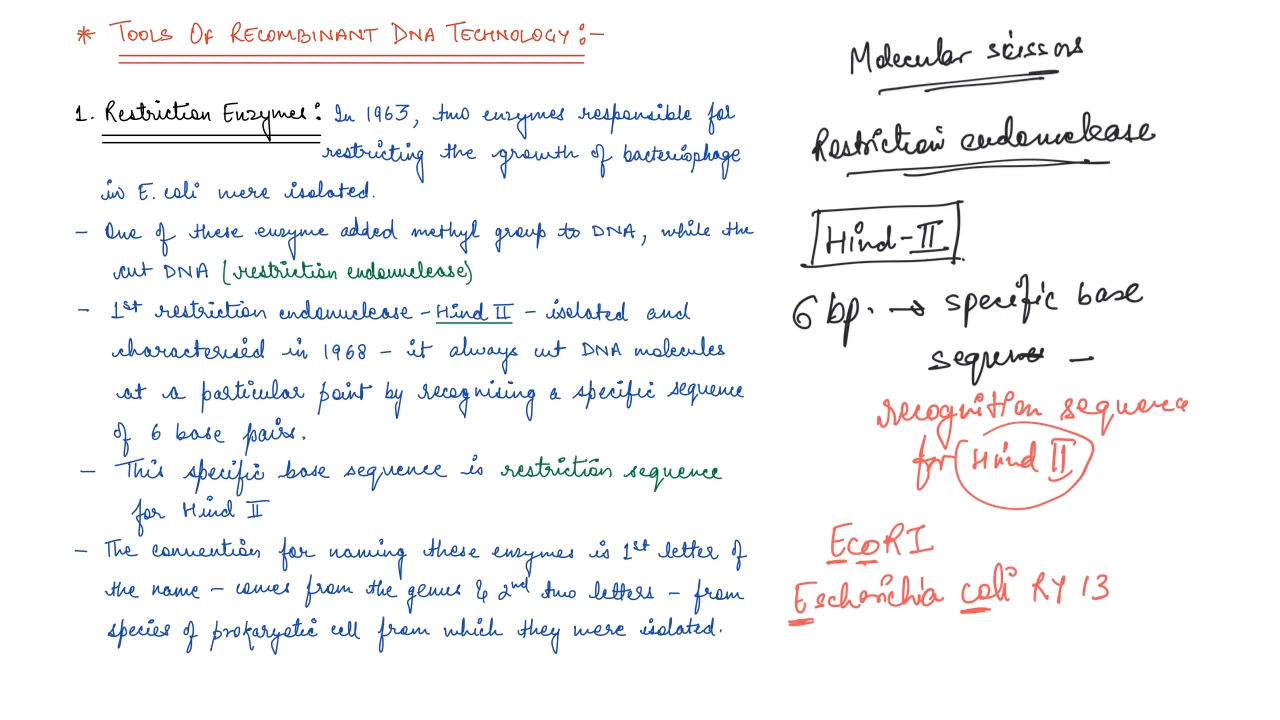 * TOOLS OF RECOMBINANT DNA TECHNOLOGY :-
1. Restriction Enzymes: In 1963, two enzymes responsible for
restricting the growth of bacteriophage
in E. coli were isolated.
- One of these enzyme added methyl group to DNA, while the
cut DNA (restriction endonuclease)
- 1st restriction endonuclease - Hind II - isolated and
characterised in 1968 - it always cut DNA molecules
at a particular point by recognising a specific sequence
of 6 base pairs.
- This specific base sequence is restriction sequence
for Hind II
- The convention for naming these enzymes is 1st letter of
the name - comes from the genus & 2nd two letters - from
species of prokaryotic cell from which they were isolated.
Molecular scissors
Restriction endonuclease
Hind-II
6 bp. → specific base
sequence -
recognition sequence
for Hind II
EcoRI
Escherichia coli RY 13